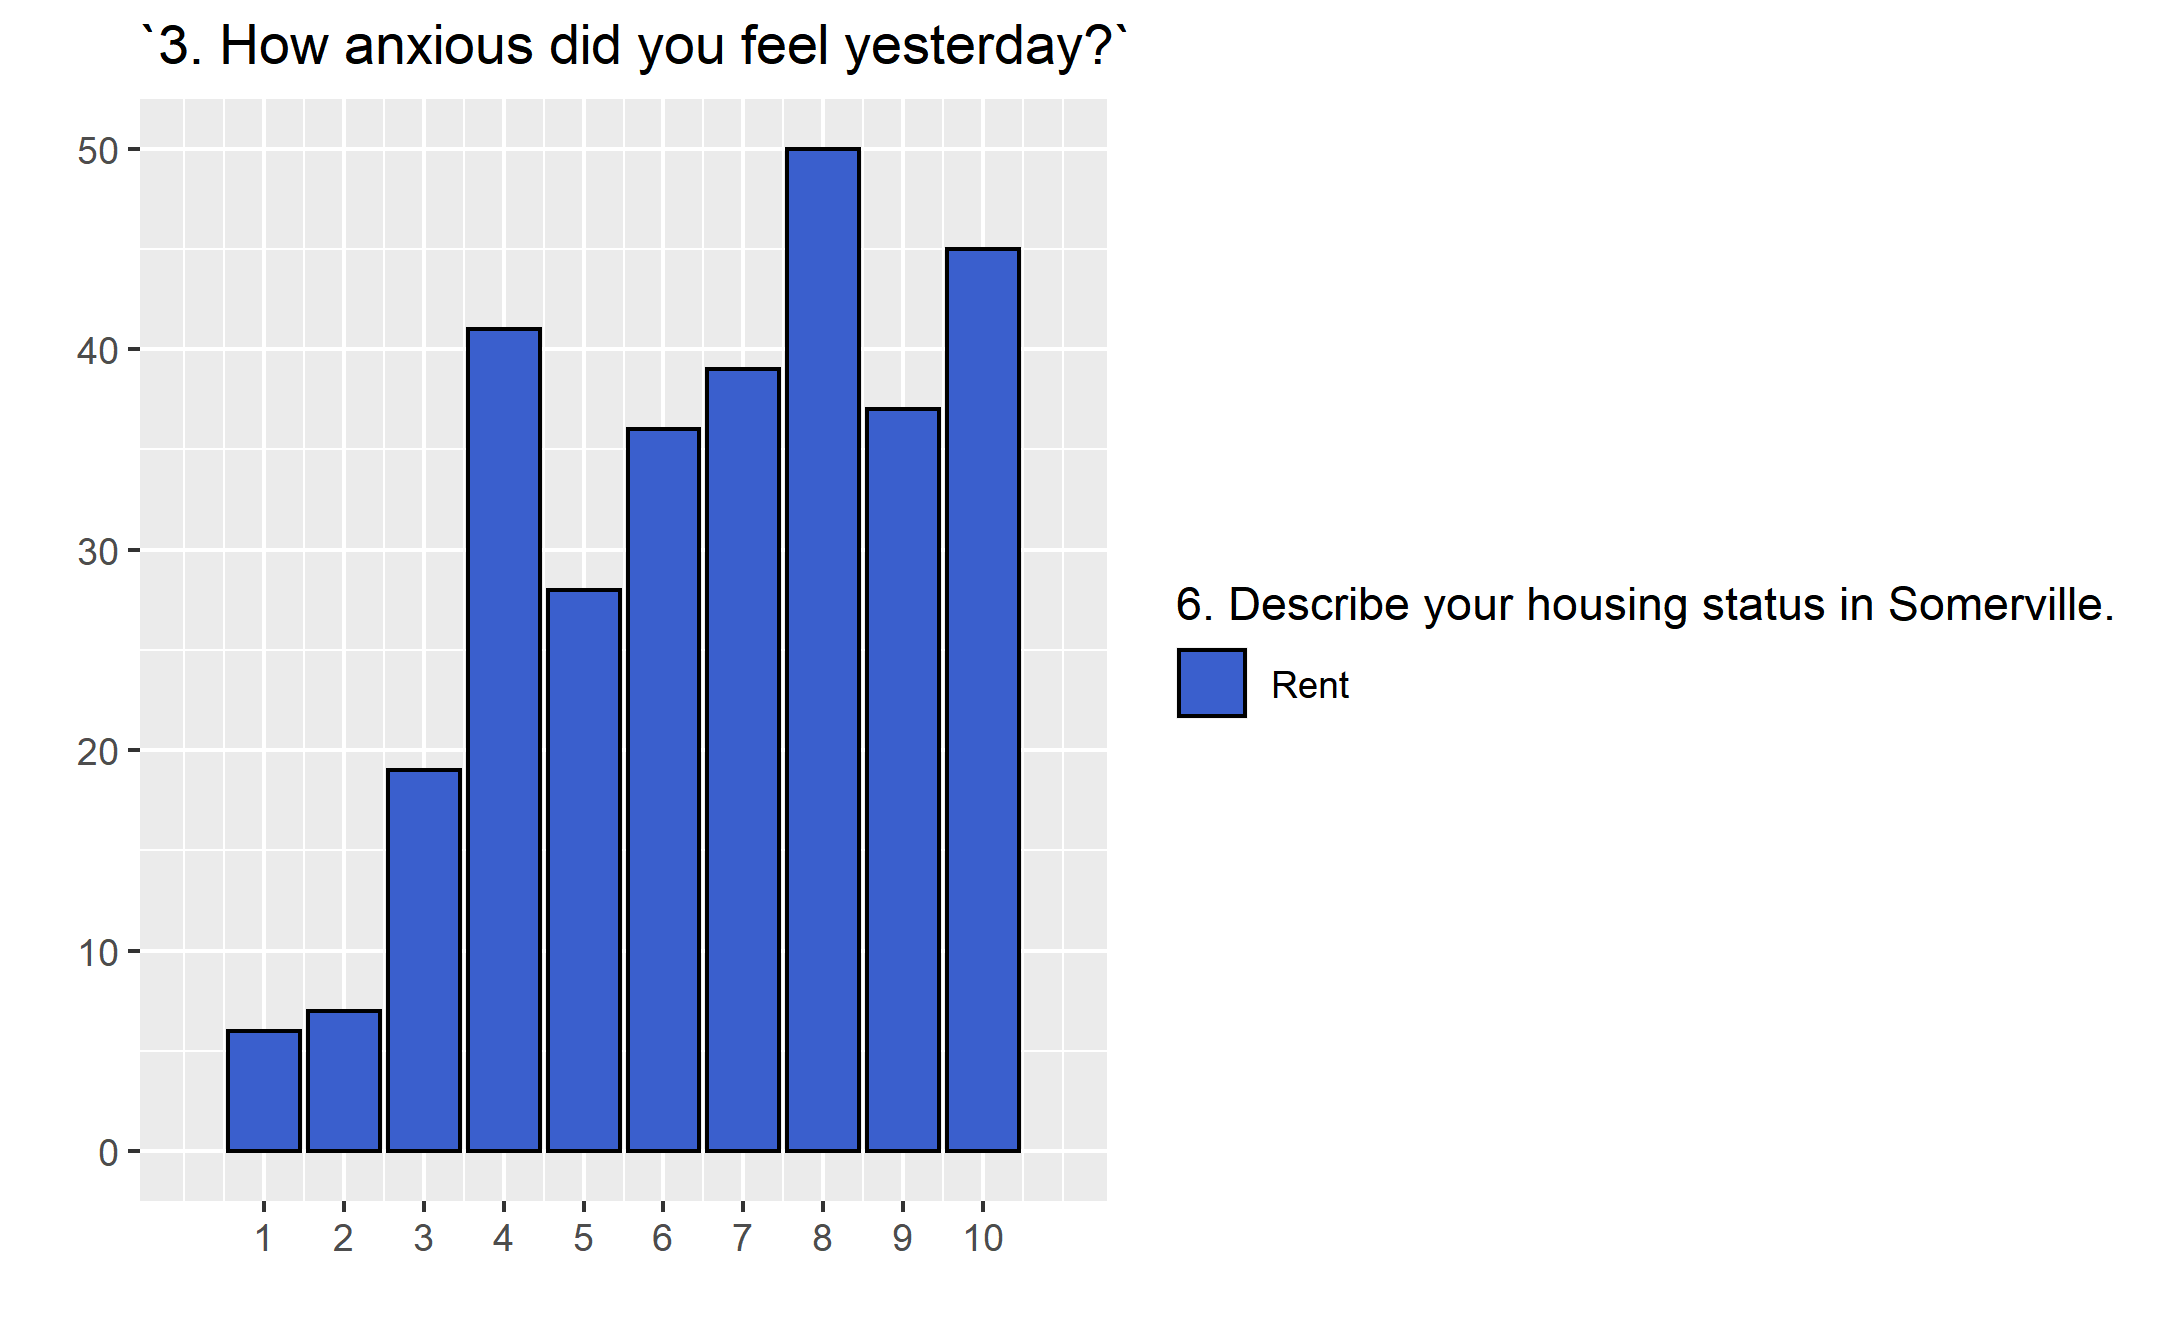 `3. How anxious did you feel yesterday?`
50
40
30
20
10
0
1 2 3 4 5 6 7 8 9 10
6. Describe your housing status in Somerville.
Rent